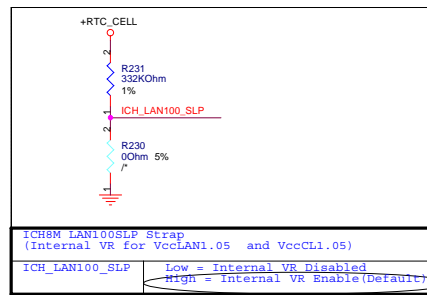 +RTC_CELL
2
R231
332KOhm
1%
1
ICH_LAN100_SLP
2
R230
0Ohm 5%
/*
1
ICH8M LAN100SLP Strap
(Internal VR for VccLAN1.05 and VccCL1.05)
ICH_LAN100_SLP
Low = Internal VR Disabled
High = Internal VR Enable(Default)